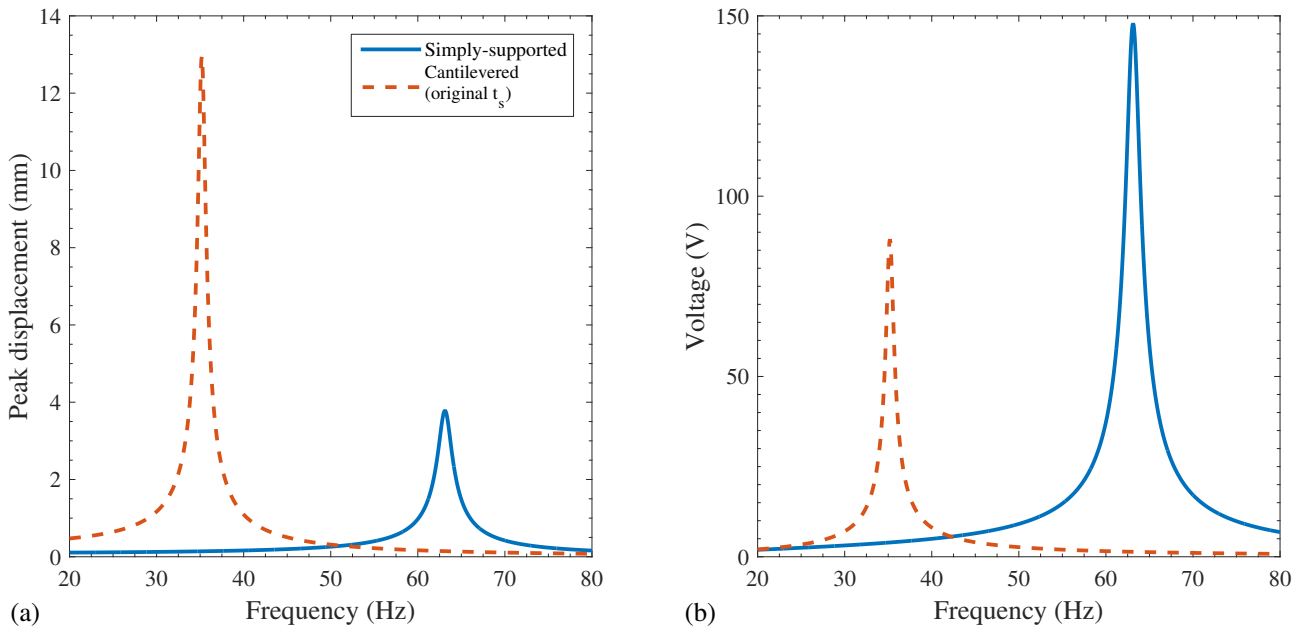 14
12
10
8
6
4
2
0
Peak displacement (mm)
Simply-supported
Cantilevered
(original t_s)
20 30 40 50 60 70 80
Frequency (Hz)
(a)
150
100
50
0
Voltage (V)
20 30 40 50 60 70 80
Frequency (Hz)
(b)